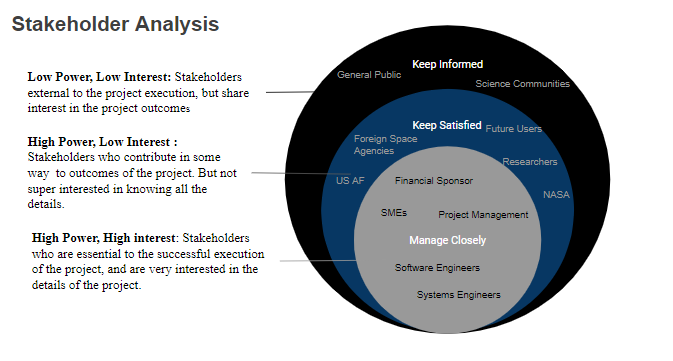 Stakeholder Analysis
Low Power, Low Interest: Stakeholders
external to the project execution, but share
interest in the project outcomes
High Power, Low Interest :
Stakeholders who contribute in some
way to outcomes of the project. But not
super interested in knowing all the
details.
High Power, High interest: Stakeholders
who are essential to the successful execution
of the project, and are very interested in the
details of the project.
Keep Informed
General Public
Science Communities
Keep Satisfied
Future Users
Foreign Space
Agencies
Researchers
US AF
NASA
Financial Sponsor
SMEs
Project Management
Manage Closely
Software Engineers
Systems Engineers